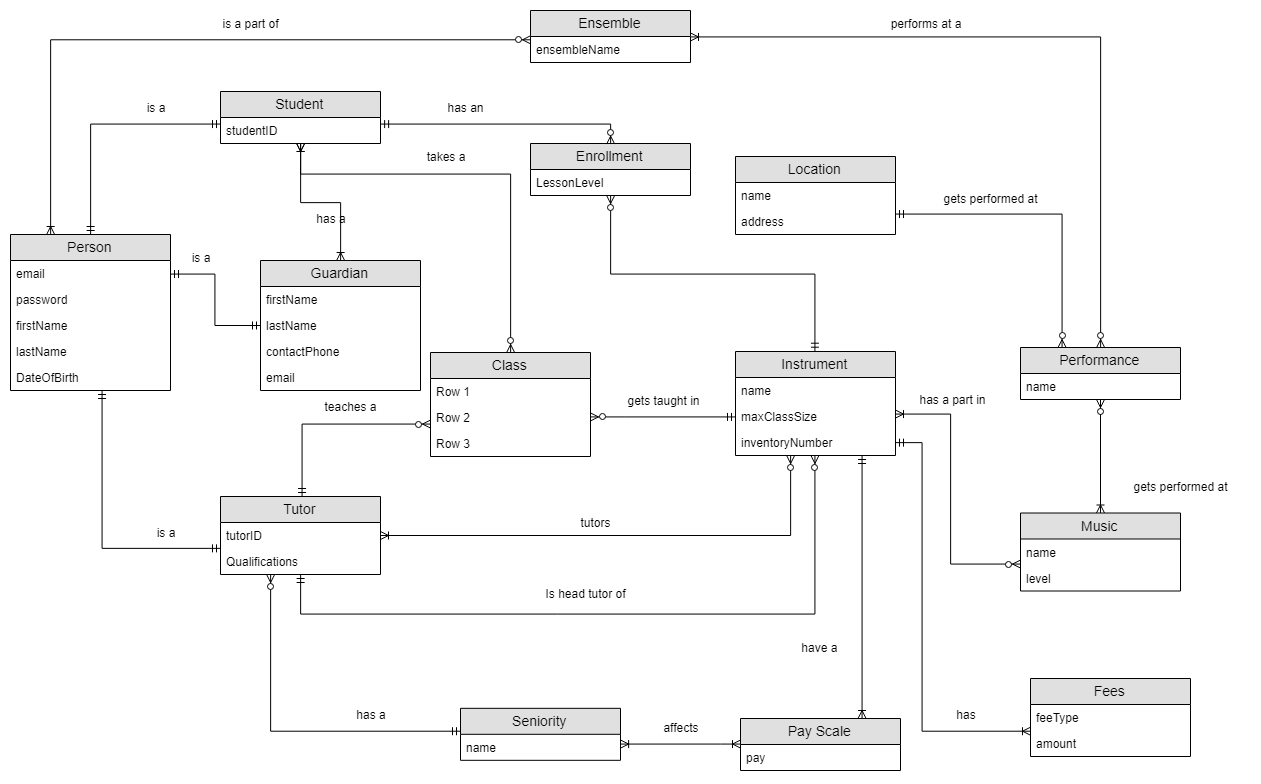 is a part of
Ensemble
ensembleName
performs at a
Student
studentID
is a
has an
takes a
has a
Enrollment
LessonLevel
Location
name
address
gets performed at
Person
email
password
firstName
lastName
DateOfBirth
is a
Guardian
firstName
lastName
contactPhone
email
Class
Row 1
Row 2
Row 3
teaches a
gets taught in
Instrument
name
maxClassSize
inventoryNumber
Performance
name
has a part in
gets performed at
Music
name
level
Tutor
tutorID
Qualifications
is a
tutors
Is head tutor of
have a
has a
Seniority
name
affects
Pay Scale
pay
has
Fees
feeType
amount